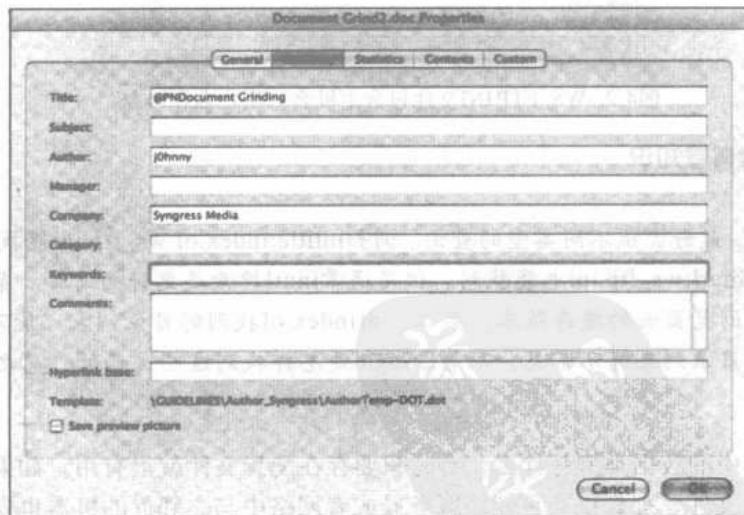 Document Grind2.doc Properties
General Statistics Contents Custom
Title: @PNDocument Grinding
Subject:
Author: j0hnny
Manager:
Company: Syngress Media
Category:
Keywords:
Comments:
Hyperlink base:
Template: \GUIDELINES\Author_Syngress\AuthorTemp-DOT.dot
Save preview picture
Cancel OK